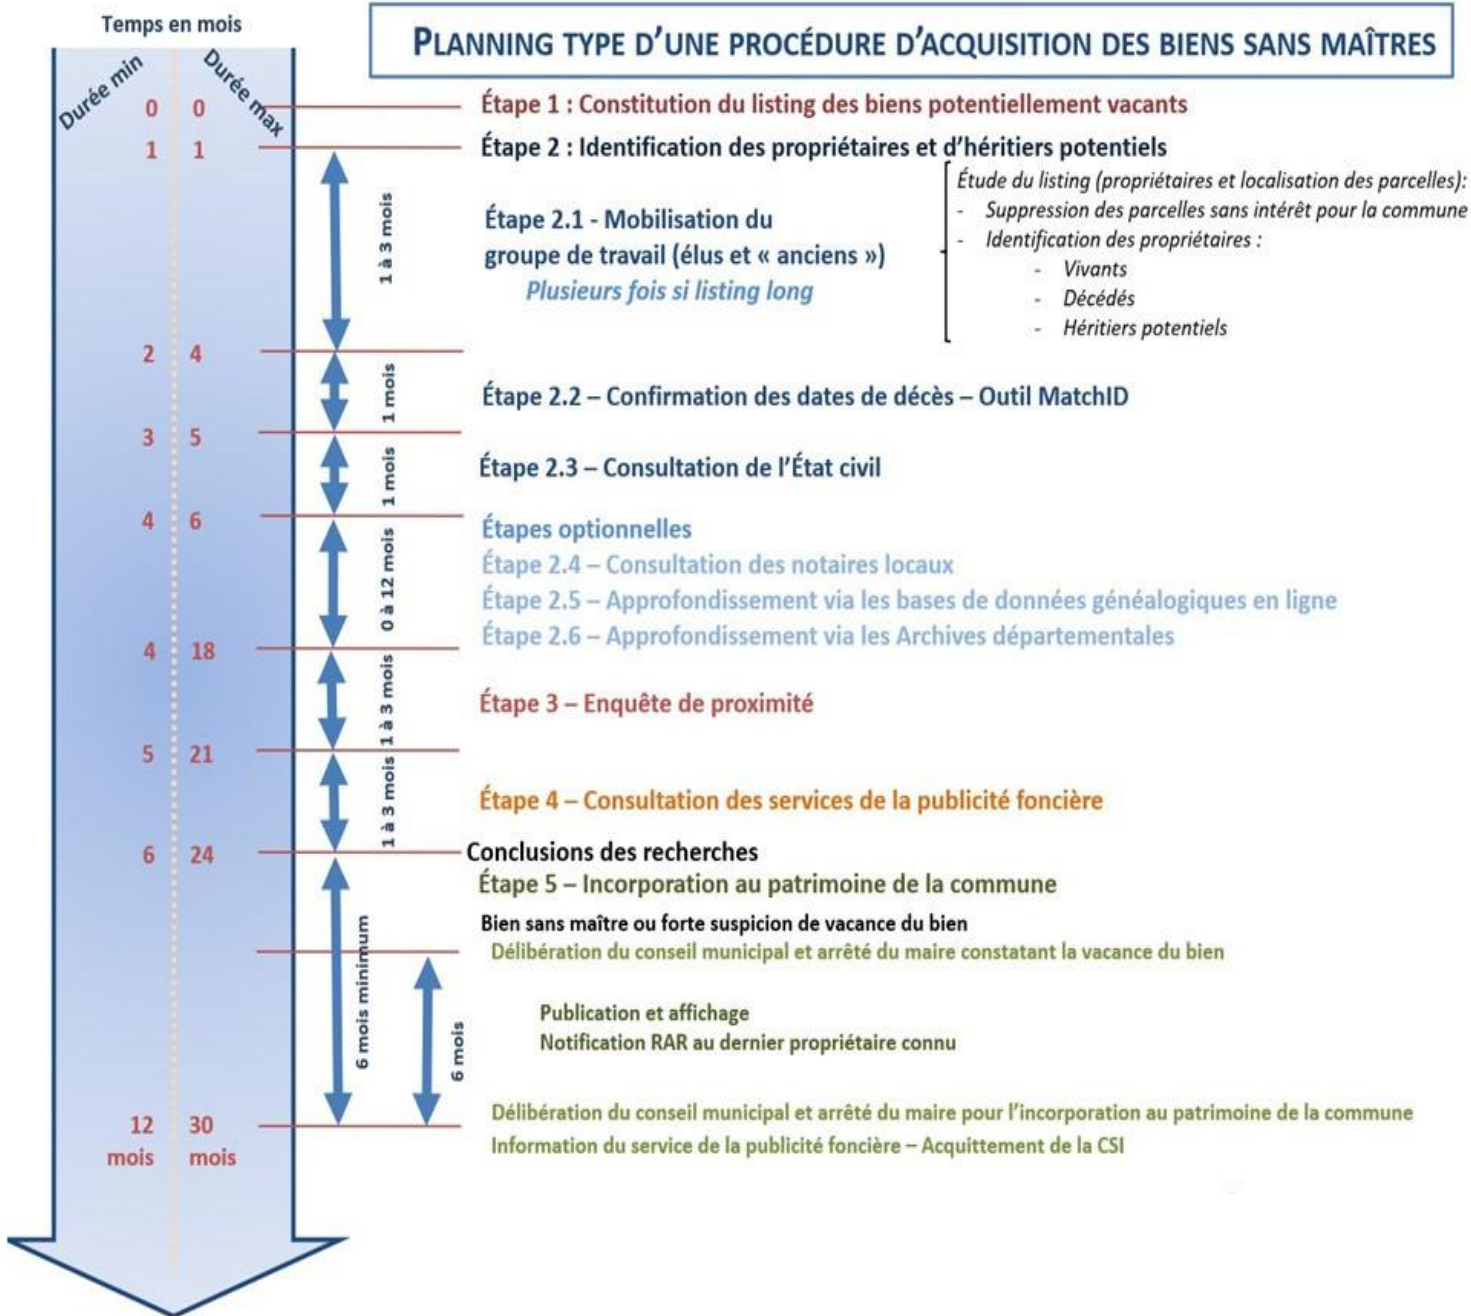 Temps en mois
PLANNING TYPE D'UNE PROCÉDURE D'ACQUISITION DES BIENS SANS MAÎTRES
Durée min
Durée max
0 0
Étape 1 : Constitution du listing des biens potentiellement vacants
1 1
Étape 2 : Identification des propriétaires et d'héritiers potentiels
1 à 3 mois
Étape 2.1 - Mobilisation du
groupe de travail (élus et « anciens »)
Plusieurs fois si listing long
Étude du listing (propriétaires et localisation des parcelles):
- Suppression des parcelles sans intérêt pour la commune
- Identification des propriétaires :
- Vivants
- Décédés
- Héritiers potentiels
2 4
1 mois
Étape 2.2 – Confirmation des dates de décès – Outil MatchID
3 5
1 mois
Étape 2.3 – Consultation de l'État civil
4 6
0 à 12 mois
Étapes optionnelles
Étape 2.4 – Consultation des notaires locaux
Étape 2.5 – Approfondissement via les bases de données généalogiques en ligne
Étape 2.6 – Approfondissement via les Archives départementales
4 18
1 à 3 mois
Étape 3 – Enquête de proximité
5 21
1 à 3 mois
Étape 4 – Consultation des services de la publicité foncière
6 24
Conclusions des recherches
Étape 5 – Incorporation au patrimoine de la commune
Bien sans maître ou forte suspicion de vacance du bien
Délibération du conseil municipal et arrêté du maire constatant la vacance du bien
6 mois minimum
6 mois
Publication et affichage
Notification RAR au dernier propriétaire connu
12 mois
30 mois
Délibération du conseil municipal et arrêté du maire pour l'incorporation au patrimoine de la commune
Information du service de la publicité foncière – Acquittement de la CSI